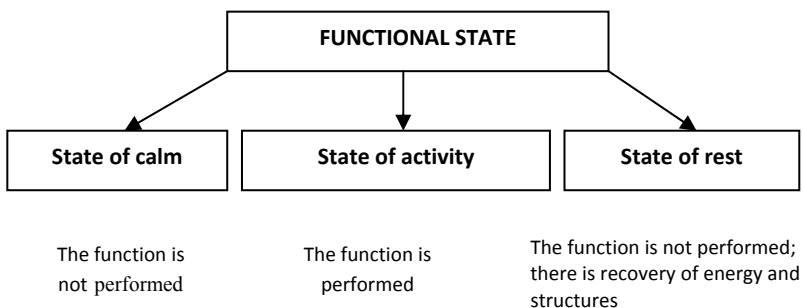 FUNCTIONAL STATE
State of calm
State of activity
State of rest
The function is
not performed
The function is
performed
The function is not performed;
there is recovery of energy and
structures